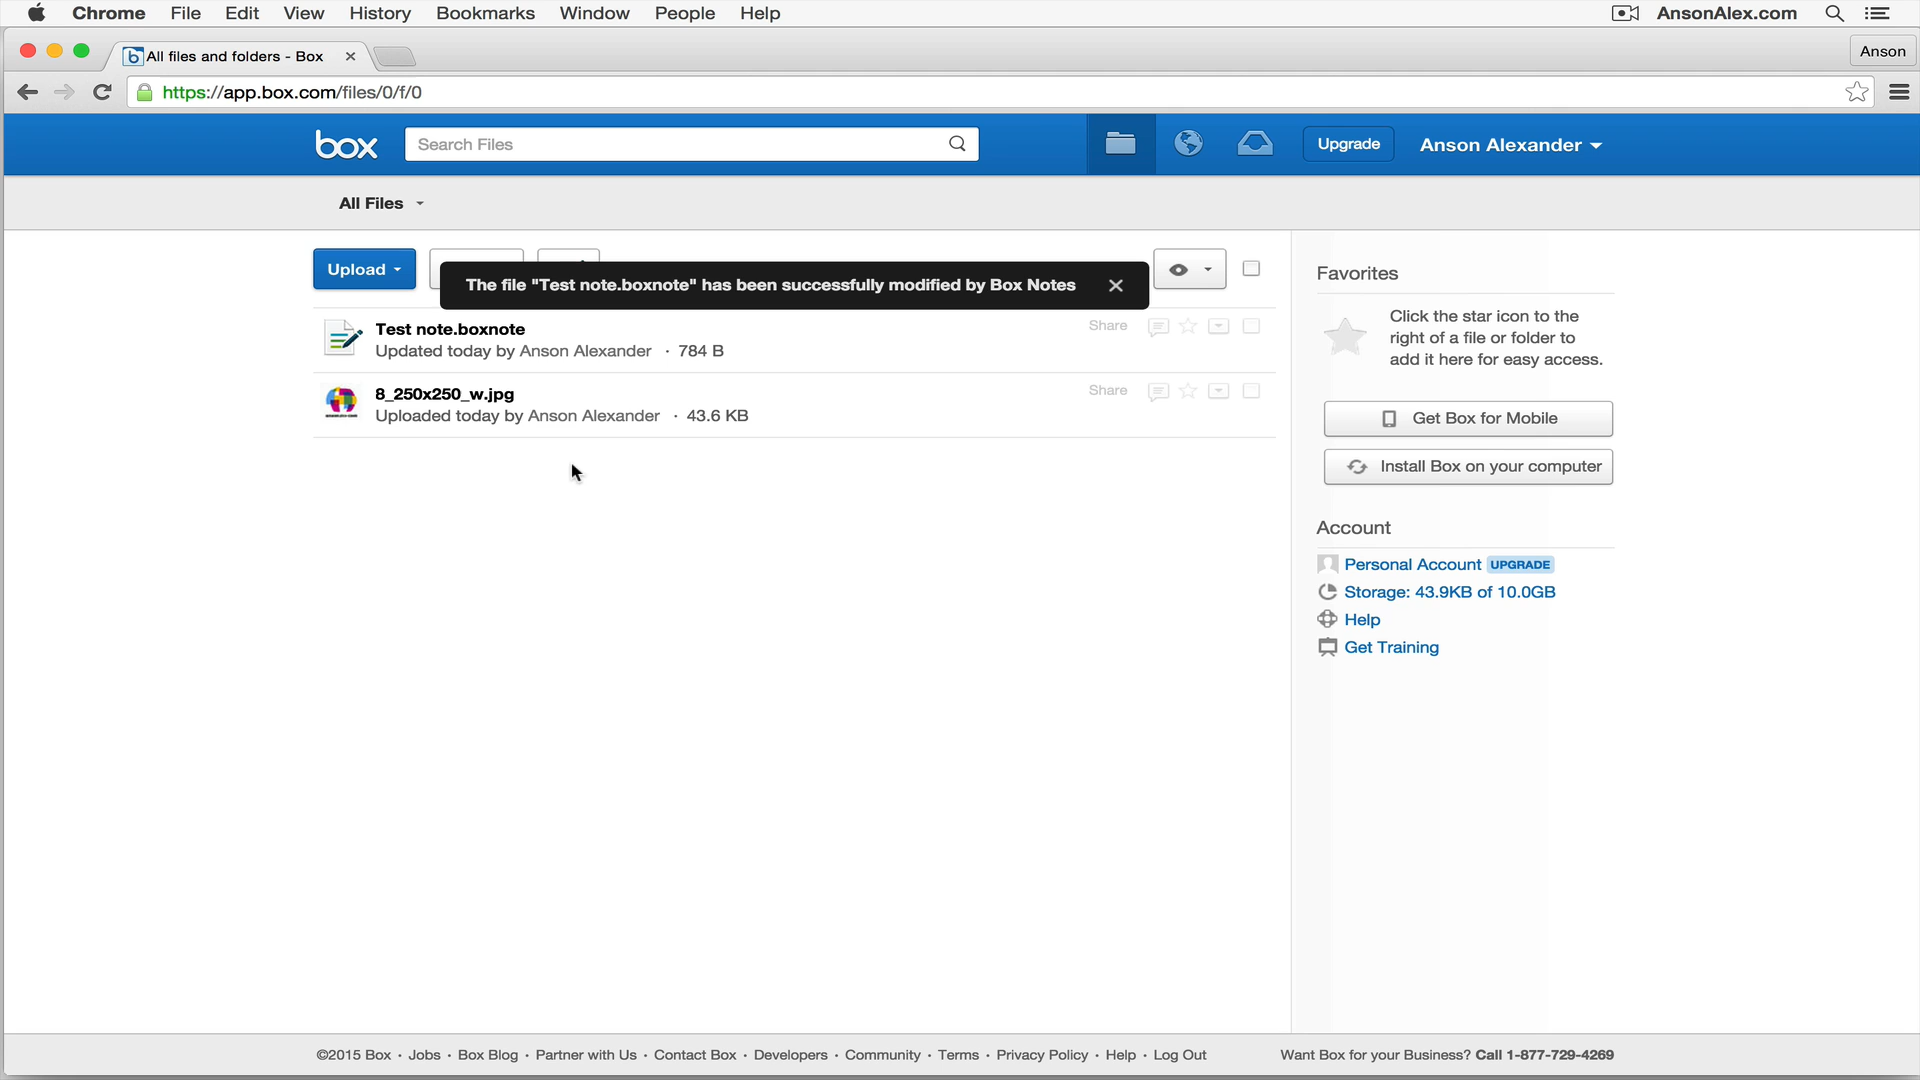 Chrome File Edit View History Bookmarks Window People Help AnsonAlex.com
All files and folders - Box Anson
https://app.box.com/files/0/f/0
box Search Files Upgrade Anson Alexander
All Files
Upload
The file "Test note.boxnote" has been successfully modified by Box Notes
Test note.boxnote Share
Updated today by Anson Alexander · 784 B
8_250x250_w.jpg Share
Uploaded today by Anson Alexander · 43.6 KB
Favorites
Click the star icon to the
right of a file or folder to
add it here for easy access.
Get Box for Mobile
Install Box on your computer
Account
Personal Account UPGRADE
Storage: 43.9KB of 10.0GB
Help
Get Training
©2015 Box · Jobs · Box Blog · Partner with Us · Contact Box · Developers · Community · Terms · Privacy Policy · Help · Log Out
Want Box for your Business? Call 1-877-729-4269